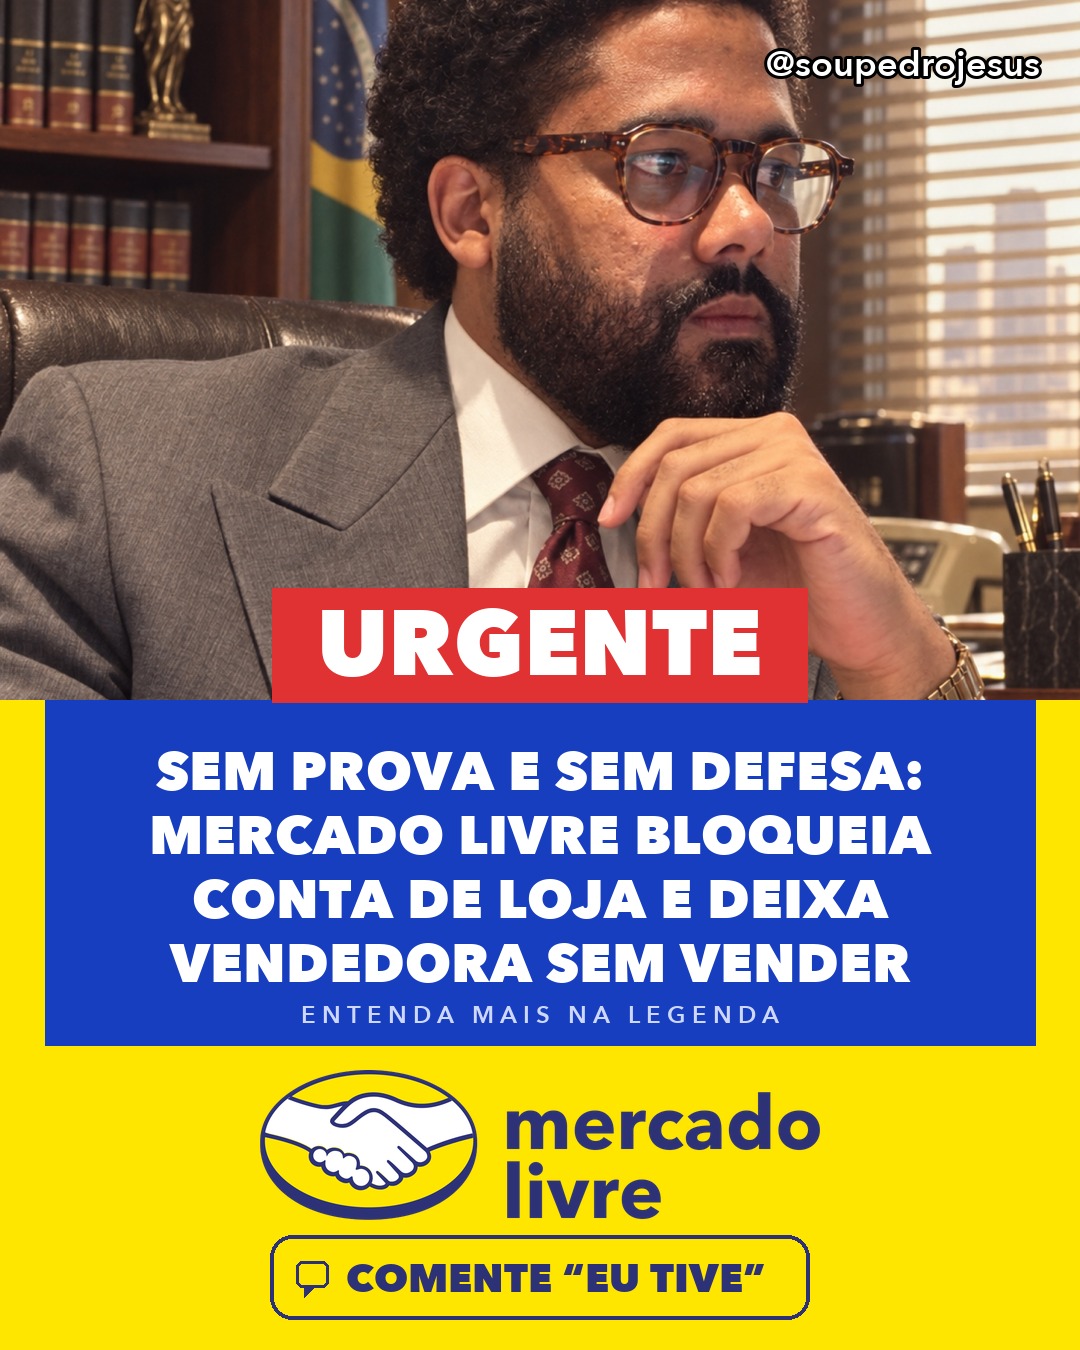 @soupedrojesus
URGENTE
SEM PROVA E SEM DEFESA:
MERCADO LIVRE BLOQUEIA
CONTA DE LOJA E DEIXA
VENDEDORA SEM VENDER
ENTENDA MAIS NA LEGENDA
mercado
livre
COMENTE “EU TIVE”